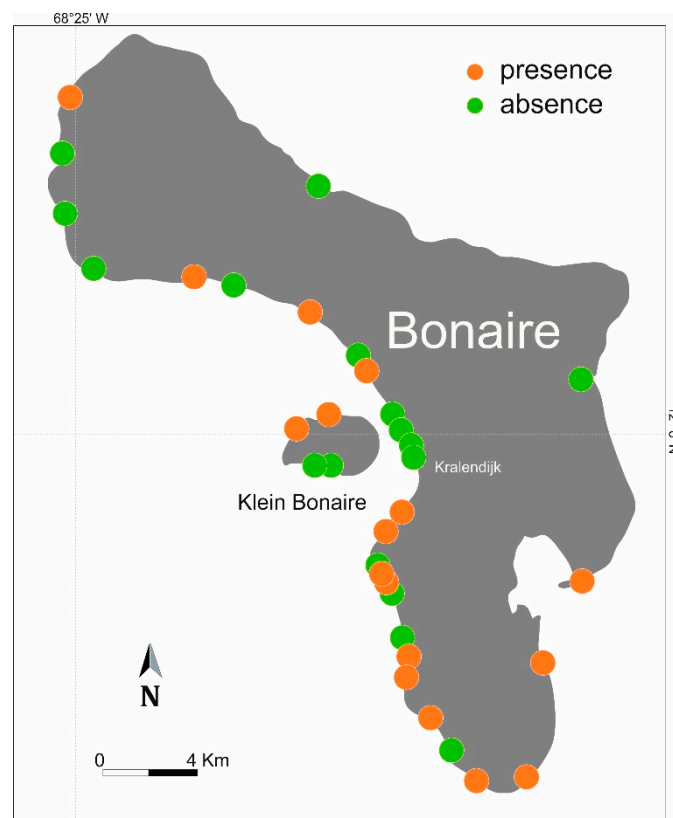 68°25' W
presence
absence
Bonaire
Kralendijk
Klein Bonaire
N
0 4 Km